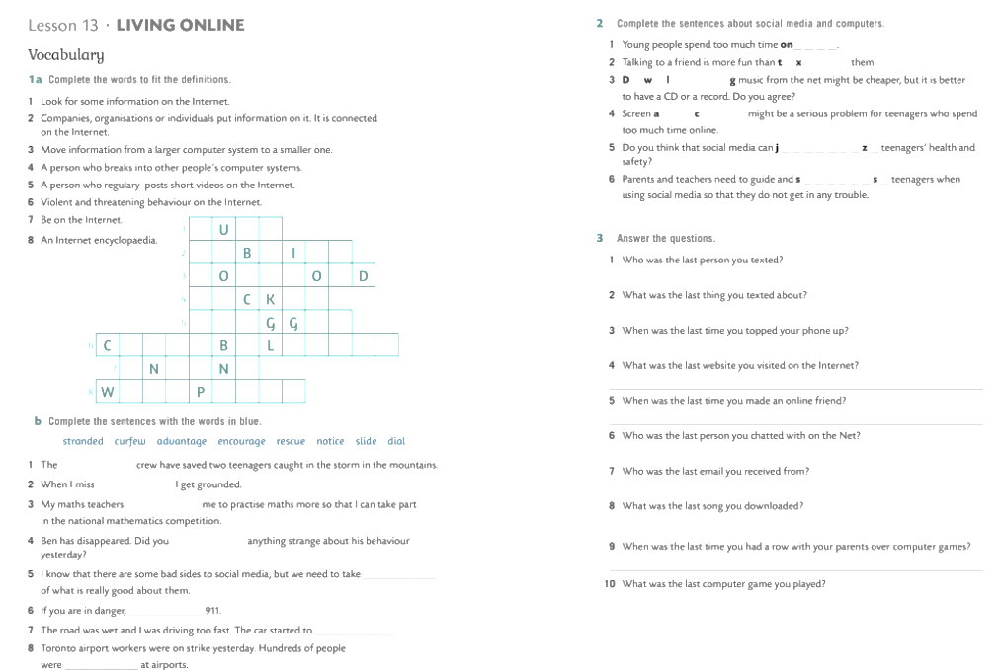 Lesson 13 · LIVING ONLINE
Vocabulary
1a Complete the words to fit the definitions.
1 Look for some information on the Internet.
2 Companies, organisations or individuals put information on it. It is connected
on the Internet.
3 Move information from a larger computer system to a smaller one.
4 A person who breaks into other people's computer systems.
5 A person who regulary posts short videos on the Internet.
6 Violent and threatening behaviour on the Internet.
7 Be on the Internet.
8 An Internet encyclopaedia.
1 U
2 B I
3 O O D
4 C K
5 G G
6 C B L
7 N N
8 W P
b Complete the sentences with the words in blue.
stranded curfew advantage encourage rescue notice slide dial
1 The crew have saved two teenagers caught in the storm in the mountains.
2 When I miss I get grounded.
3 My maths teachers me to practise maths more so that I can take part
in the national mathematics competition.
4 Ben has disappeared. Did you anything strange about his behaviour
yesterday?
5 I know that there are some bad sides to social media, but we need to take ______________
of what is really good about them.
6 If you are in danger, ______________ 911.
7 The road was wet and I was driving too fast. The car started to ______________.
8 Toronto airport workers were on strike yesterday. Hundreds of people
were ______________ at airports.
2 Complete the sentences about social media and computers.
1 Young people spend too much time on_ _ _ _.
2 Talking to a friend is more fun than t x them.
3 D w l g music from the net might be cheaper, but it is better
to have a CD or a record. Do you agree?
4 Screen a c might be a serious problem for teenagers who spend
too much time online.
5 Do you think that social media can j_ _ _ _ _ _ _ z_ teenagers' health and
safety?
6 Parents and teachers need to guide and s_ _ _ _ _ _ s teenagers when
using social media so that they do not get in any trouble.
3 Answer the questions.
1 Who was the last person you texted?
2 What was the last thing you texted about?
3 When was the last time you topped your phone up?
4 What was the last website you visited on the Internet?
5 When was the last time you made an online friend?
6 Who was the last person you chatted with on the Net?
7 Who was the last email you received from?
8 What was the last song you downloaded?
9 When was the last time you had a row with your parents over computer games?
10 What was the last computer game you played?